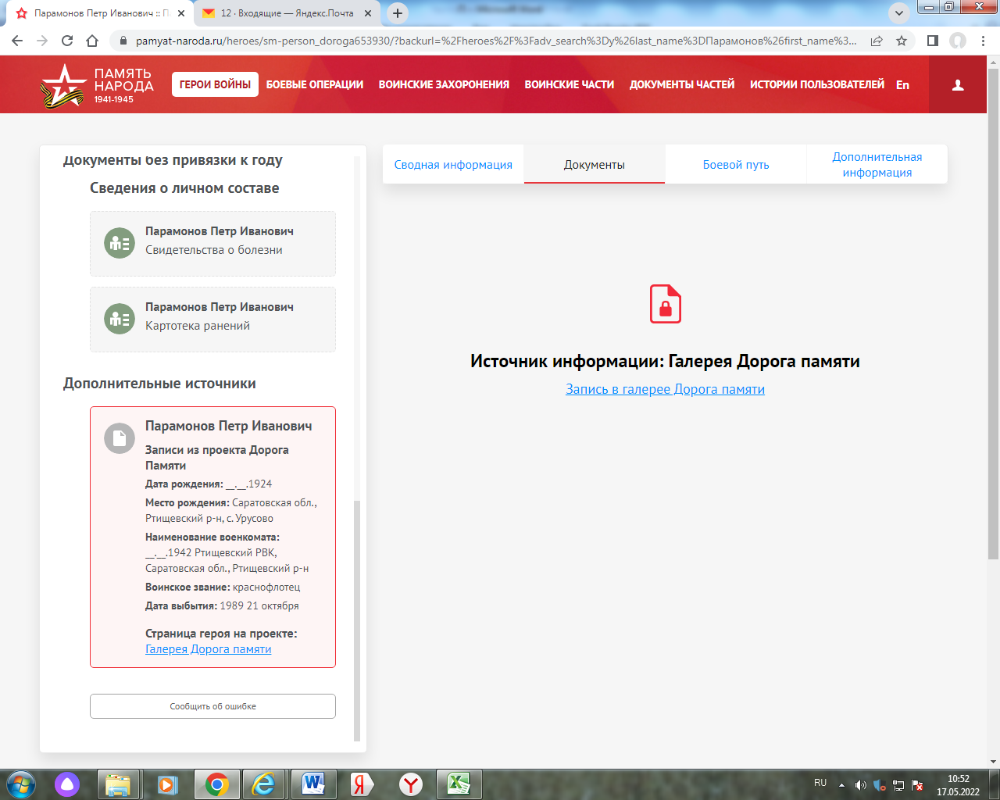 Парамонов Петр Иванович :: П
12 · Входящие — Яндекс.Почта
pamyat-naroda.ru/heroes/sm-person_doroga653930/?backurl=%2Fheroes%2F%3Fadv_search%3Dy%26last_name%3DПарамонов%26first_name%3...
ПАМЯТЬ
НАРОДА
1941-1945
ГЕРОИ ВОЙНЫ
БОЕВЫЕ ОПЕРАЦИИ
ВОИНСКИЕ ЗАХОРОНЕНИЯ
ВОИНСКИЕ ЧАСТИ
ДОКУМЕНТЫ ЧАСТЕЙ
ИСТОРИИ ПОЛЬЗОВАТЕЛЕЙ
En
Документы без привязки к году
Сведения о личном составе
Парамонов Петр Иванович
Свидетельства о болезни
Парамонов Петр Иванович
Картотека ранений
Дополнительные источники
Парамонов Петр Иванович
Записи из проекта Дорога
Памяти
Дата рождения: __.__.1924
Место рождения: Саратовская обл.,
Ртищевский р-н, с. Урусово
Наименование военкомата:
__.__.1942 Ртищевский РВК,
Саратовская обл., Ртищевский р-н
Воинское звание: краснофлотец
Дата выбытия: 1989 21 октября
Страница героя на проекте:
Галерея Дорога памяти
Сообщить об ошибке
Сводная информация
Документы
Боевой путь
Дополнительная
информация
Источник информации: Галерея Дорога памяти
Запись в галерее Дорога памяти
RU
10:52
17.05.2022